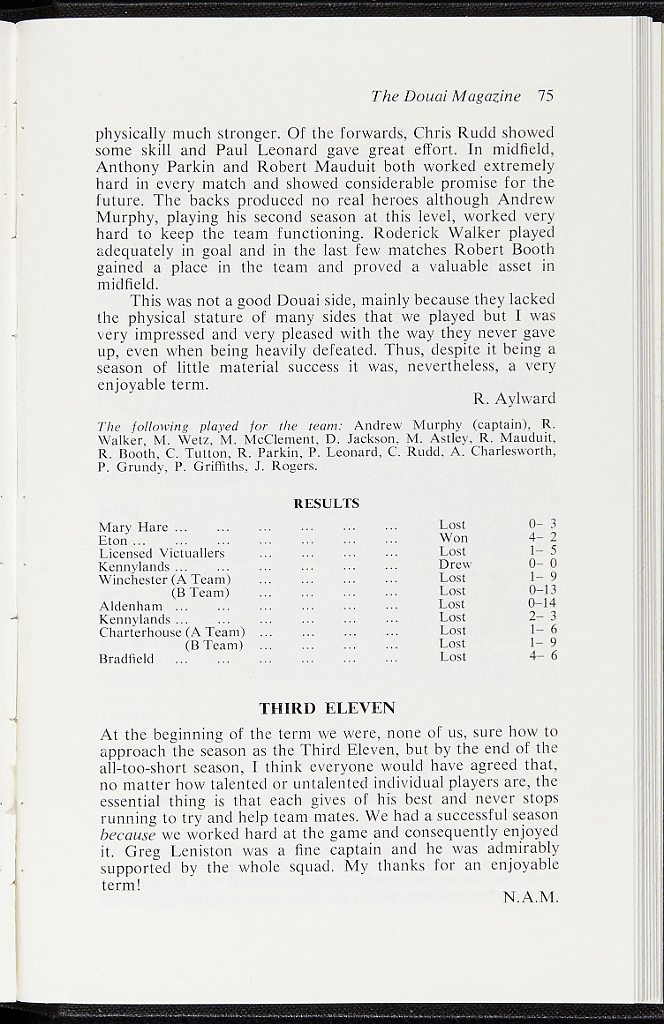 The Douai Magazine 75
physically much stronger. Of the forwards, Chris Rudd showed
some skill and Paul Leonard gave great effort. In midfield,
Anthony Parkin and Robert Mauduit both worked extremely
hard in every match and showed considerable promise for the
future. The backs produced no real heroes although Andrew
Murphy, playing his second season at this level, worked very
hard to keep the team functioning. Roderick Walker played
adequately in goal and in the last few matches Robert Booth
gained a place in the team and proved a valuable asset in
midfield.
This was not a good Douai side, mainly because they lacked
the physical stature of many sides that we played but I was
very impressed and very pleased with the way they never gave
up, even when being heavily defeated. Thus, despite it being a
season of little material success it was, nevertheless, a very
enjoyable term.
R. Aylward
The following played for the team: Andrew Murphy (captain), R.
Walker, M. Wetz, M. McClement, D. Jackson, M. Astley, R. Mauduit,
R. Booth, C. Tutton, R. Parkin, P. Leonard, C. Rudd, A. Charlesworth,
P. Grundy, P. Griffiths, J. Rogers.
RESULTS
Mary Hare ... ... ... ... ... ... Lost 0– 3
Eton ... ... ... ... ... ... ... Won 4– 2
Licensed Victuallers ... ... ... ... Lost 1– 5
Kennylands ... ... ... ... ... ... Drew 0– 0
Winchester (A Team) ... ... ... ... Lost 1– 9
(B Team) ... ... ... ... Lost 0–13
Aldenham ... ... ... ... ... ... Lost 0–14
Kennylands ... ... ... ... ... ... Lost 2– 3
Charterhouse (A Team) ... ... ... ... Lost 1– 6
(B Team) ... ... ... ... Lost 1– 9
Bradfield ... ... ... ... ... ... Lost 4– 6
THIRD ELEVEN
At the beginning of the term we were, none of us, sure how to
approach the season as the Third Eleven, but by the end of the
all-too-short season, I think everyone would have agreed that,
no matter how talented or untalented individual players are, the
essential thing is that each gives of his best and never stops
running to try and help team mates. We had a successful season
because we worked hard at the game and consequently enjoyed
it. Greg Leniston was a fine captain and he was admirably
supported by the whole squad. My thanks for an enjoyable
term!
N.A.M.